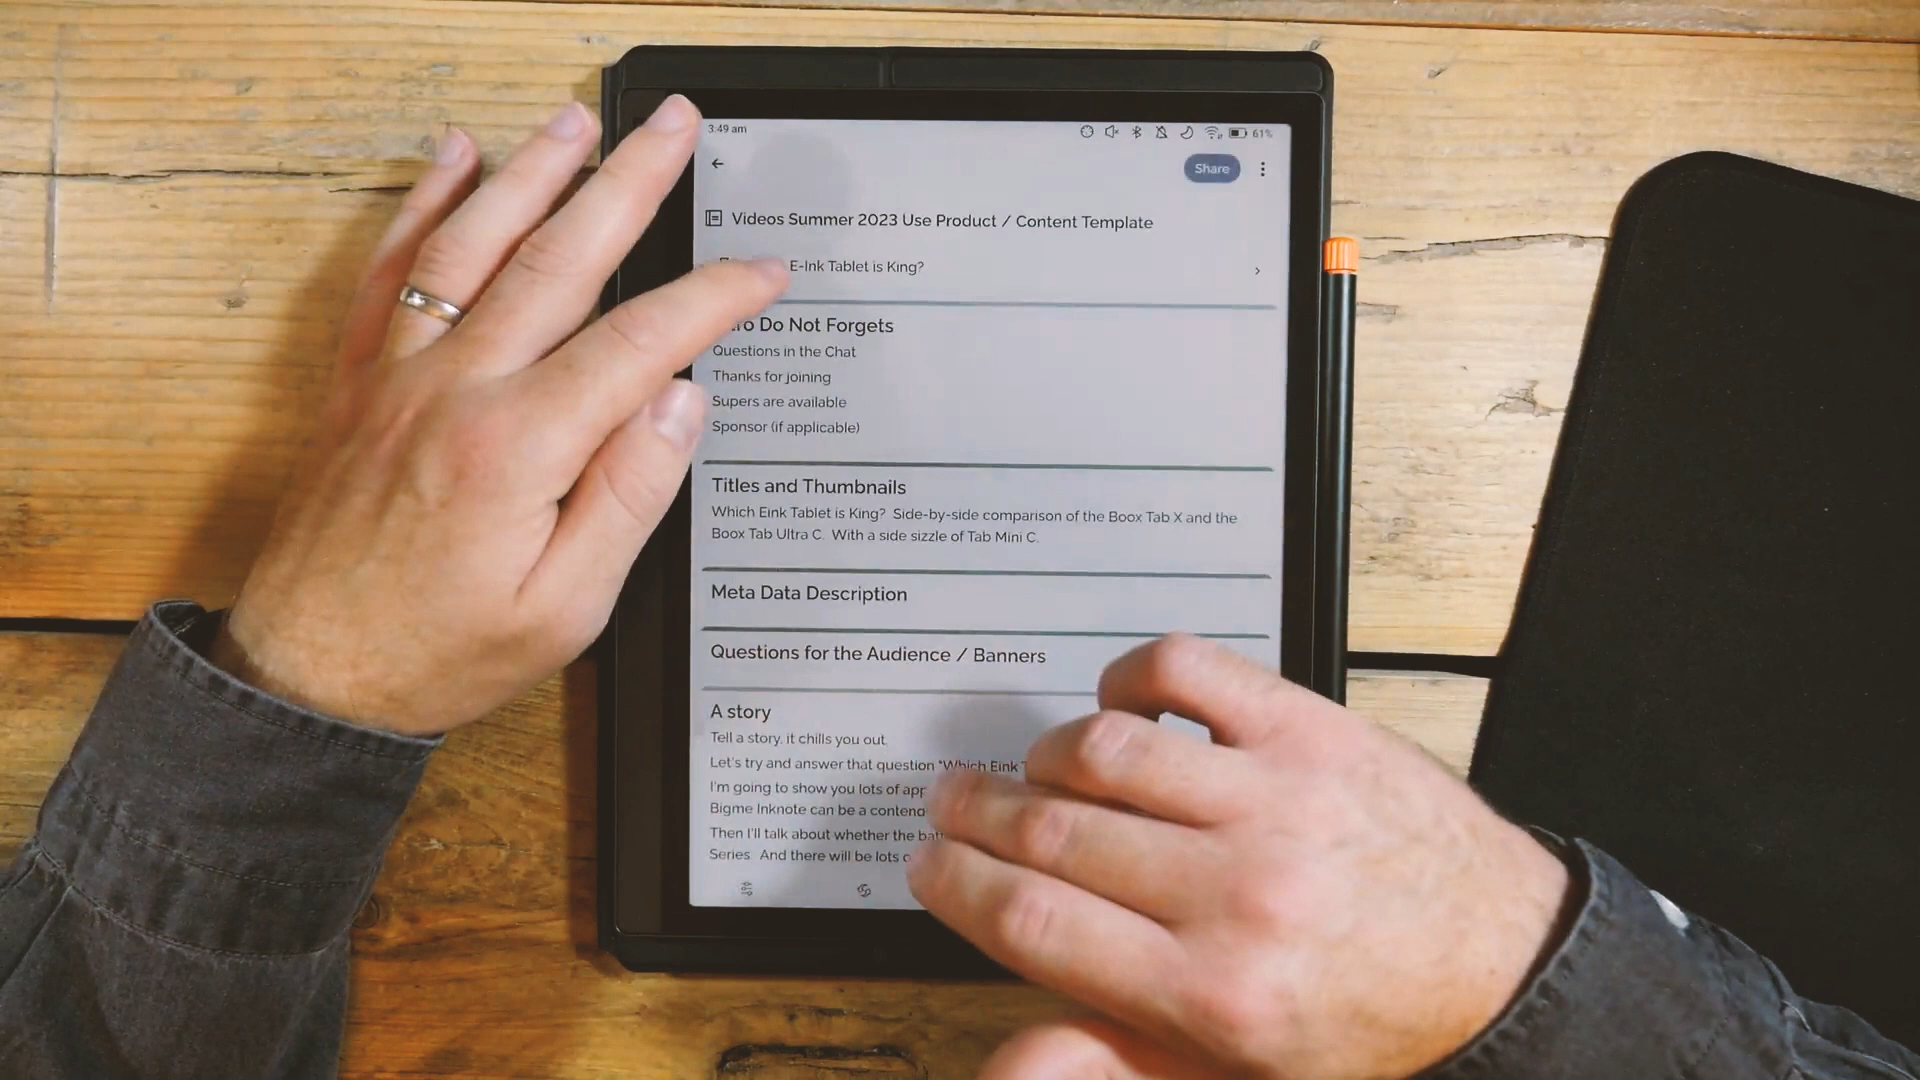 3:49 am
61%
Share
Videos Summer 2023 Use Product / Content Template
E-Ink Tablet is King?
Do Not Forgets
Questions in the Chat
Thanks for joining
Supers are available
Sponsor (if applicable)
Titles and Thumbnails
Which Eink Tablet is King? Side-by-side comparison of the Boox Tab X and the
Boox Tab Ultra C. With a side sizzle of Tab Mini C.
Meta Data Description
Questions for the Audience / Banners
A story
Tell a story, it chills you out
Let's try and answer that question "Which Eink
I'm going to show you lots of
Bigme Inknote can be a
Then I'll talk about whether the
Series. And there will be lots